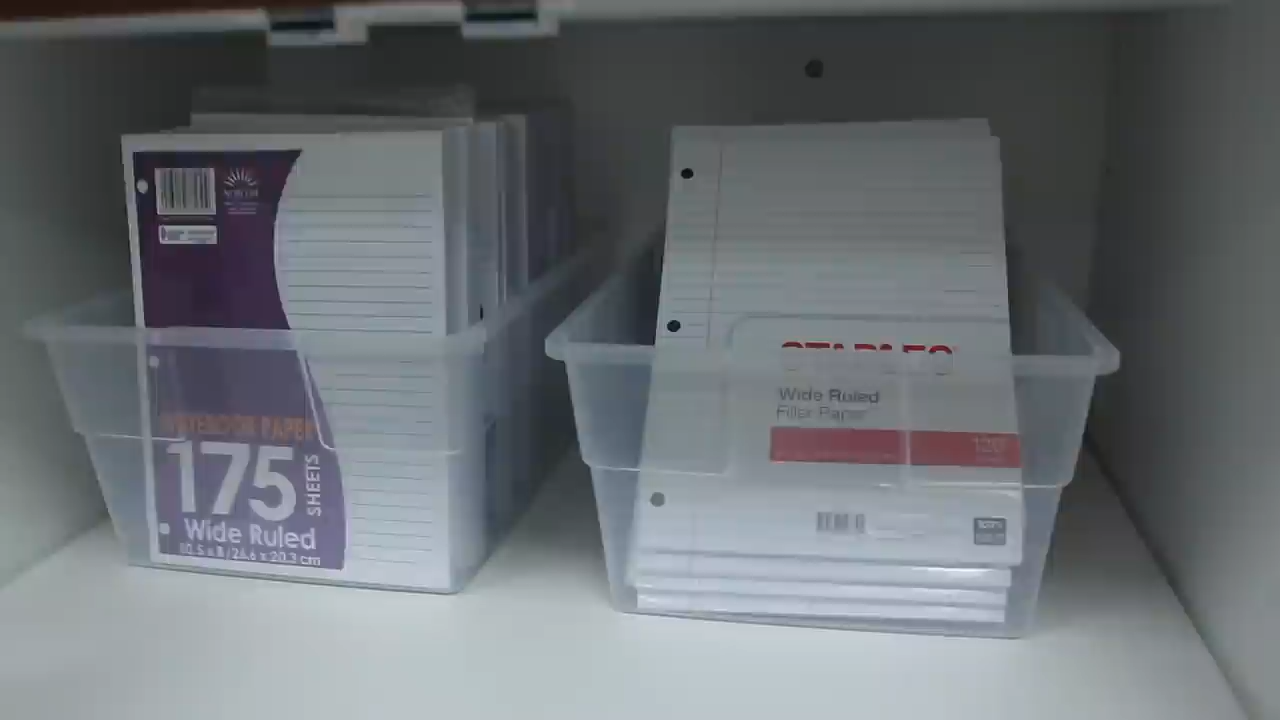 NOTEBOOK PAPER
175
SHEETS
Wide Ruled
10.5 x 8/26.6 x 20.3 cm
STAPLES
Wide Ruled
Filler Paper
120